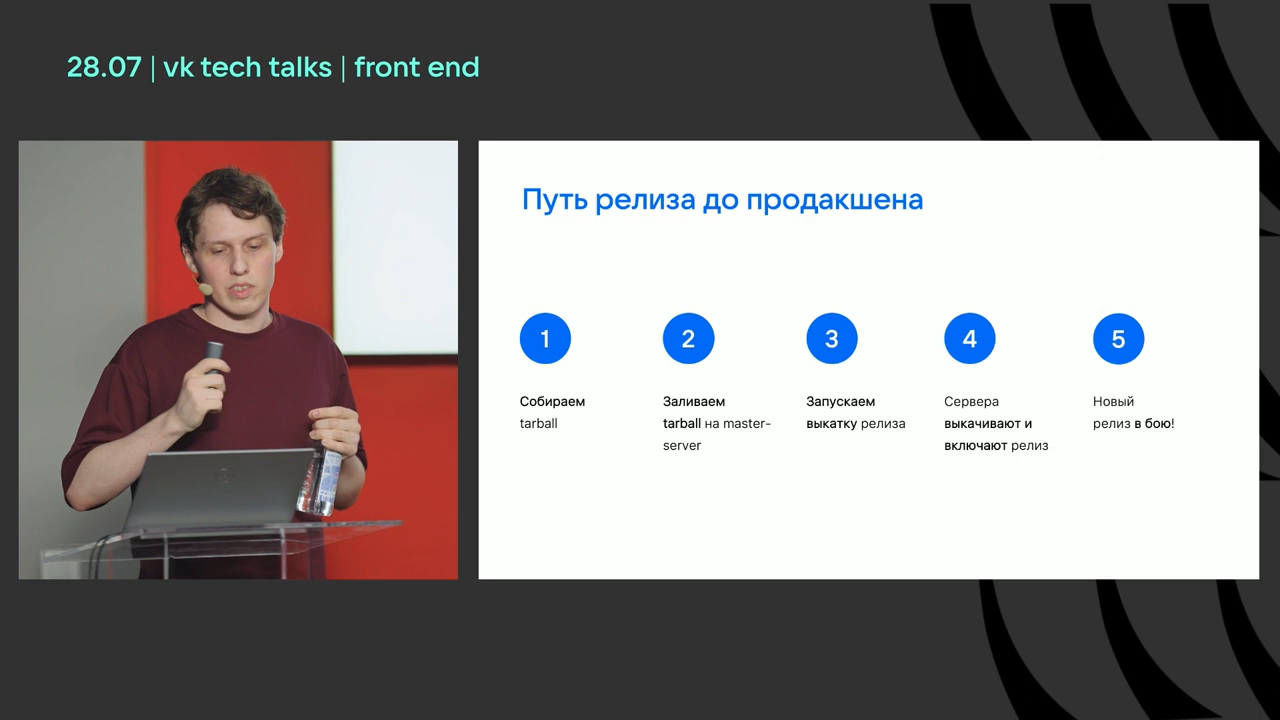 28.07 | vk tech talks | front end
Путь релиза до продакшена
1
2
3
4
5
Собираем
tarball
Заливаем
tarball на master-
server
Запускаем
выкатку релиза
Сервера
выкачивают и
включают релиз
Новый
релиз в бою!